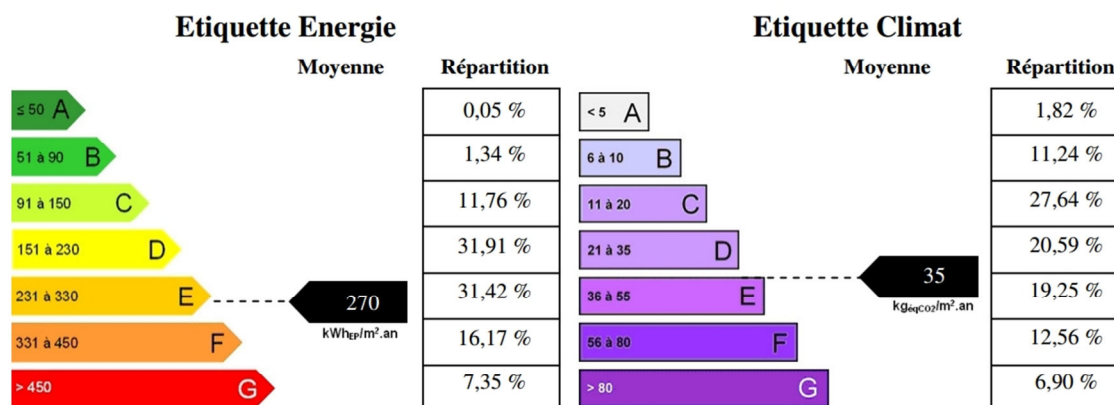 Etiquette Energie
Moyenne Répartition
≤ 50 A 0,05 %
51 à 90 B 1,34 %
91 à 150 C 11,76 %
151 à 230 D 31,91 %
231 à 330 E 270 31,42 %
kWhEP/m².an
331 à 450 F 16,17 %
> 450 G 7,35 %
Etiquette Climat
Moyenne Répartition
< 5 A 1,82 %
6 à 10 B 11,24 %
11 à 20 C 27,64 %
21 à 35 D 20,59 %
35
kgéqCO2/m².an
36 à 55 E 19,25 %
56 à 80 F 12,56 %
> 80 G 6,90 %